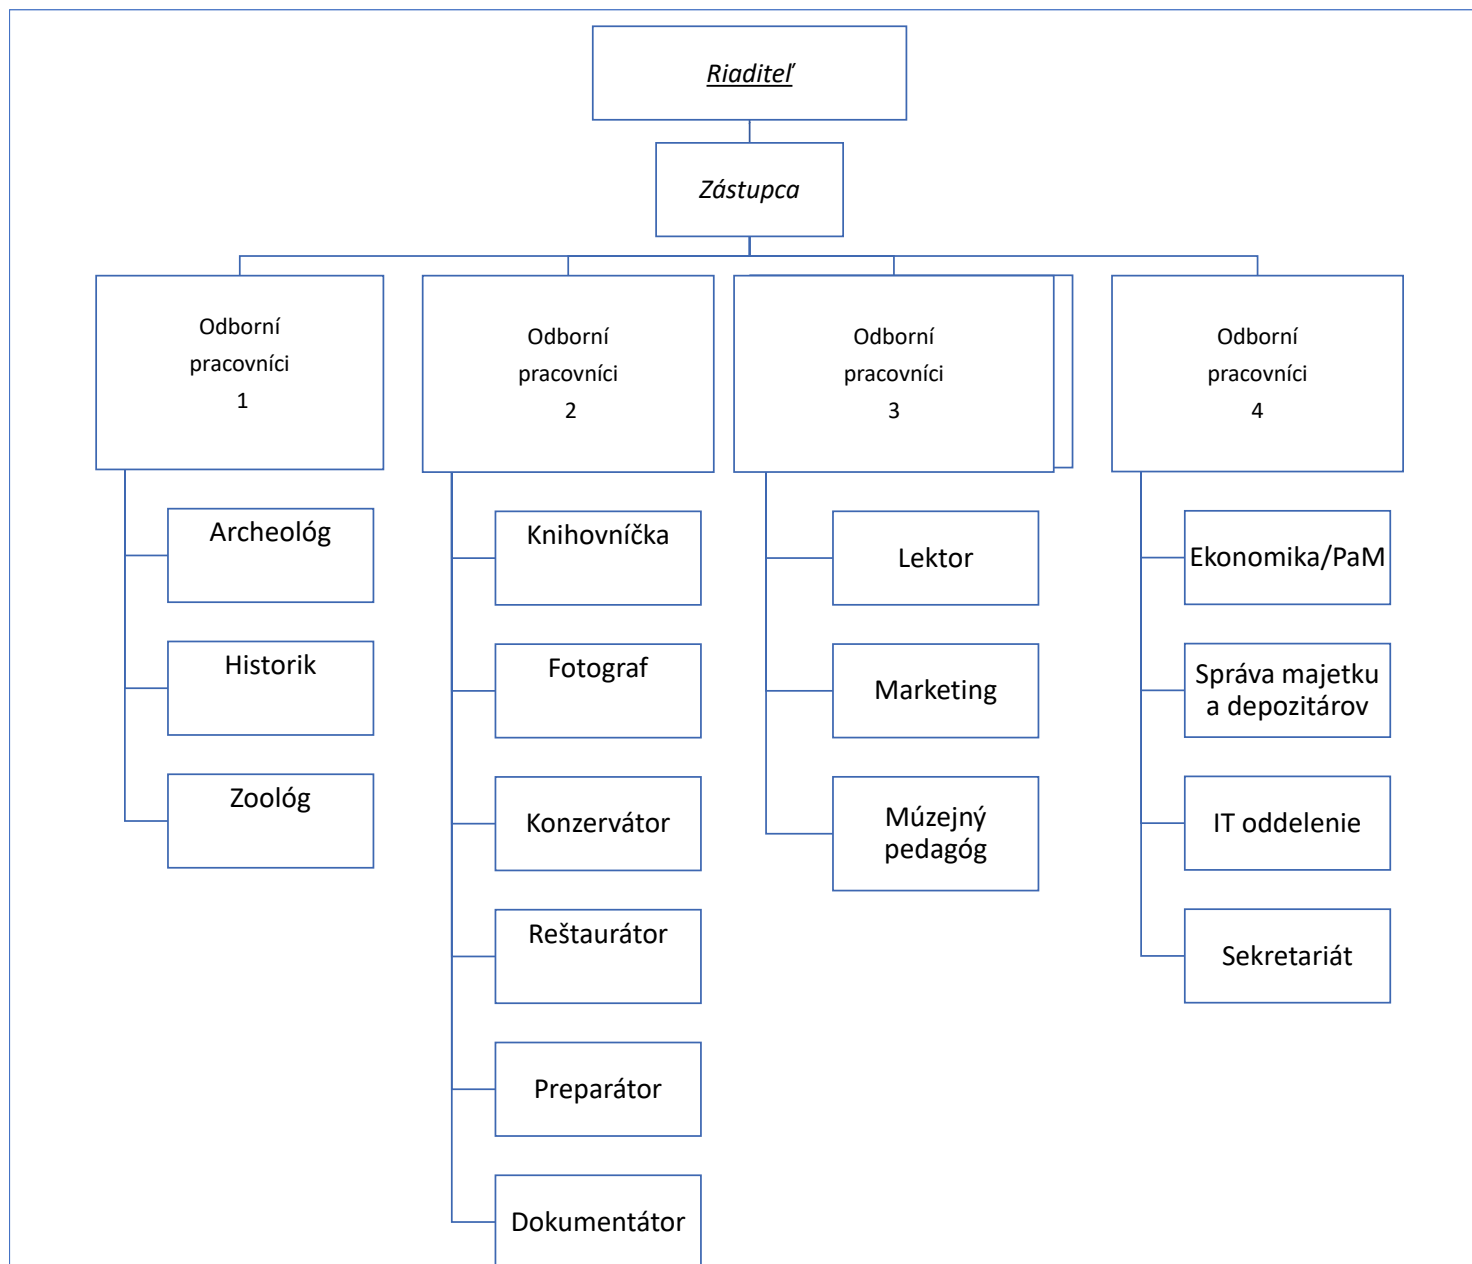 Riaditeľ
Zástupca
Odborní
pracovníci
1
Archeológ
Historik
Zoológ
Odborní
pracovníci
2
Knihovníčka
Fotograf
Konzervátor
Reštaurátor
Preparátor
Dokumentátor
Odborní
pracovníci
3
Lektor
Marketing
Múzejný
pedagóg
Odborní
pracovníci
4
Ekonomika/PaM
Správa majetku
a depozitárov
IT oddelenie
Sekretariát